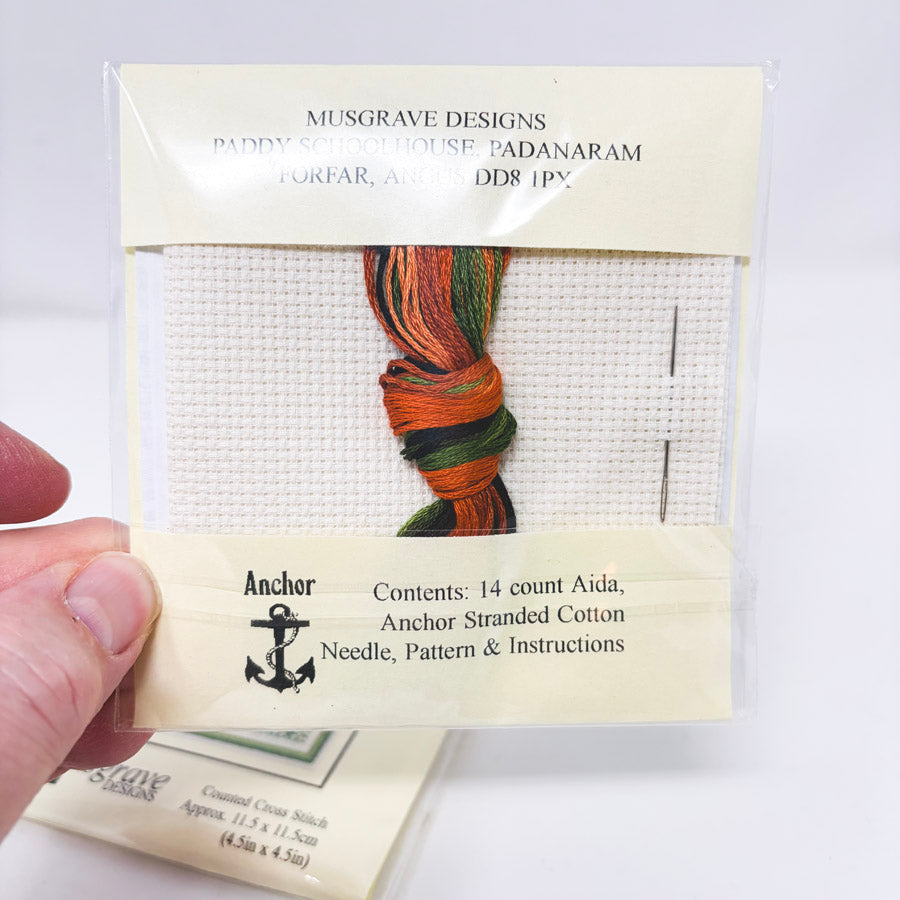 MUSGRAVE DESIGNS
PADDY SCHOOLHOUSE, PADANARAM
FORFAR, ANGUS DD8 1PX
Anchor
Contents: 14 count Aida,
Anchor Stranded Cotton
Needle, Pattern & Instructions
DESIGNS
Counted Cross Stitch
Approx. 11.5 x 11.5cm
(4.5in x 4.5in)